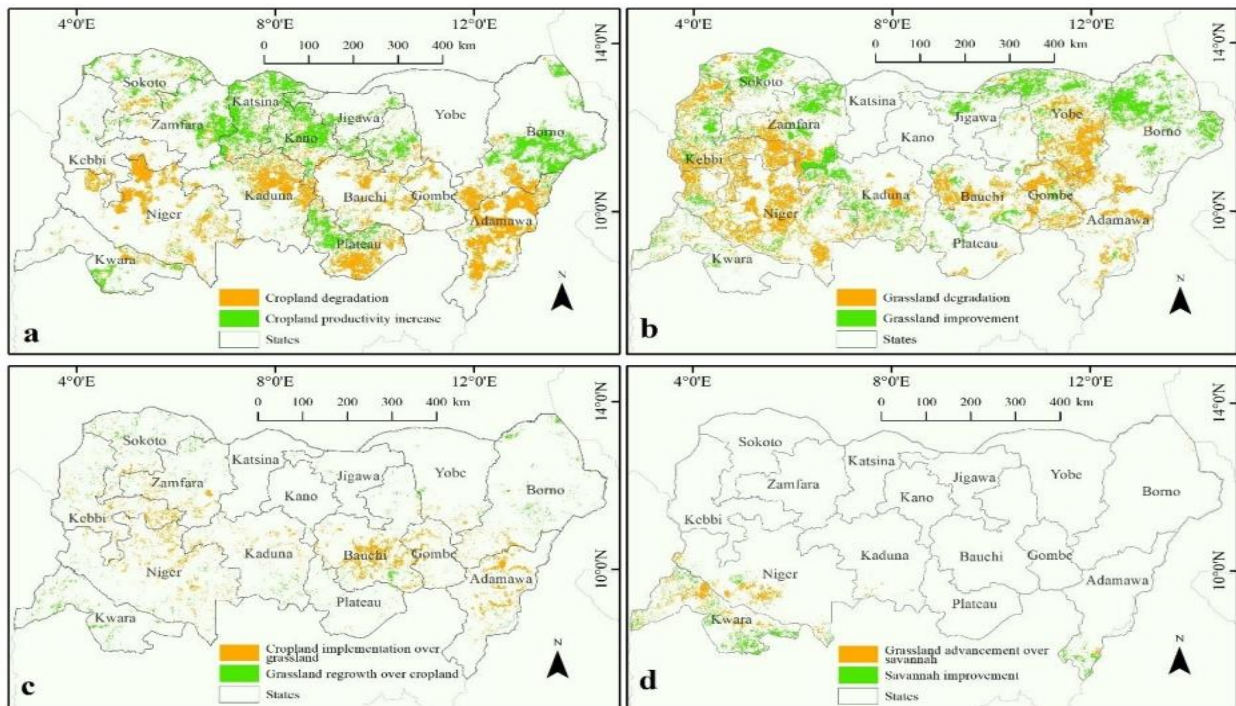 4°0'E 8°0'E 12°0'E
0 100 200 300 400 km
14°0'N
10°0'N
Sokoto
Katsina
Zamfara
Kano
Jigawa
Yobe
Borno
Kebbi
Niger
Kaduna
Bauchi
Gombe
Adamawa
Plateau
Kwara
N
Cropland degradation
Cropland productivity increase
States
a
4°0'E 8°0'E 12°0'E
0 100 200 300 400 km
14°0'N
10°0'N
Sokoto
Katsina
Zamfara
Kano
Jigawa
Yobe
Borno
Kebbi
Niger
Kaduna
Bauchi
Gombe
Adamawa
Plateau
Kwara
N
Grassland degradation
Grassland improvement
States
b
4°0'E 8°0'E 12°0'E
0 100 200 300 400 km
14°0'N
10°0'N
Sokoto
Katsina
Zamfara
Kano
Jigawa
Yobe
Borno
Kebbi
Niger
Kaduna
Bauchi
Gombe
Adamawa
Plateau
Kwara
N
Cropland implementation over
grassland
Grassland regrowth over cropland
States
c
4°0'E 8°0'E 12°0'E
0 100 200 300 400 km
14°0'N
10°0'N
Sokoto
Katsina
Zamfara
Kano
Jigawa
Yobe
Borno
Kebbi
Niger
Kaduna
Bauchi
Gombe
Adamawa
Plateau
Kwara
N
Grassland advancement over
savannah
Savannah improvement
States
d